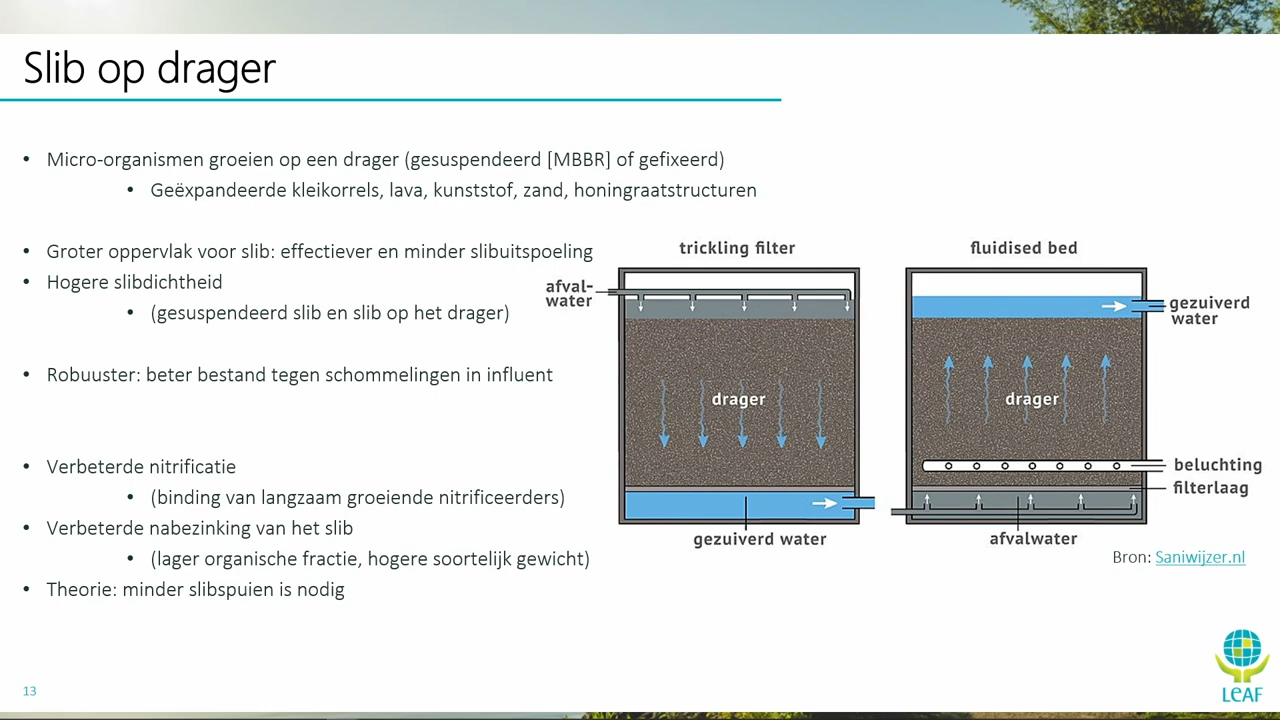 Slib op drager
• Micro-organismen groeien op een drager (gesuspendeerd [MBBR] of gefixeerd)
• Geëxpandeerde kleikorrels, lava, kunststof, zand, honingraatstructuren
• Groter oppervlak voor slib: effectiever en minder slibuitspoeling
• Hogere slibdichtheid
• (gesuspendeerd slib en slib op het drager)
• Robuuster: beter bestand tegen schommelingen in influent
• Verbeterde nitrificatie
• (binding van langzaam groeiende nitrificeerders)
• Verbeterde nabezinking van het slib
• (lager organische fractie, hogere soortelijk gewicht)
• Theorie: minder slibspuien is nodig
trickling filter
afval-
water
drager
gezuiverd water
fluidised bed
gezuiverd
water
drager
beluchting
filterlaag
afvalwater
Bron: Saniwijzer.nl
13
LeAF